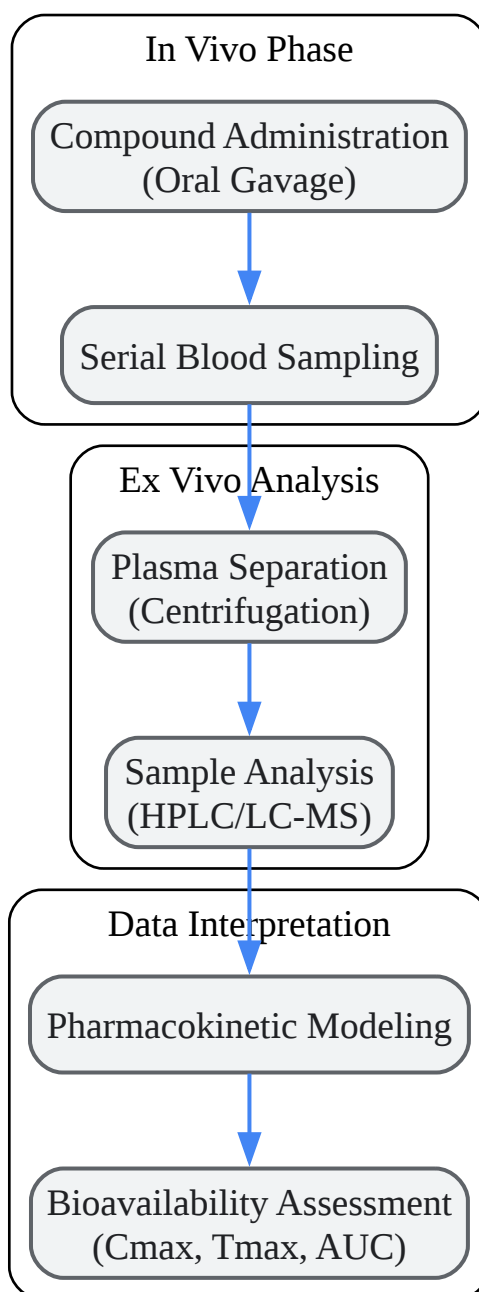 In Vivo Phase
Compound Administration
(Oral Gavage)
Serial Blood Sampling
Ex Vivo Analysis
Plasma Separation
(Centrifugation)
Sample Analysis
(HPLC/LC-MS)
Data Interpretation
Pharmacokinetic Modeling
Bioavailability Assessment
(Cmax, Tmax, AUC)